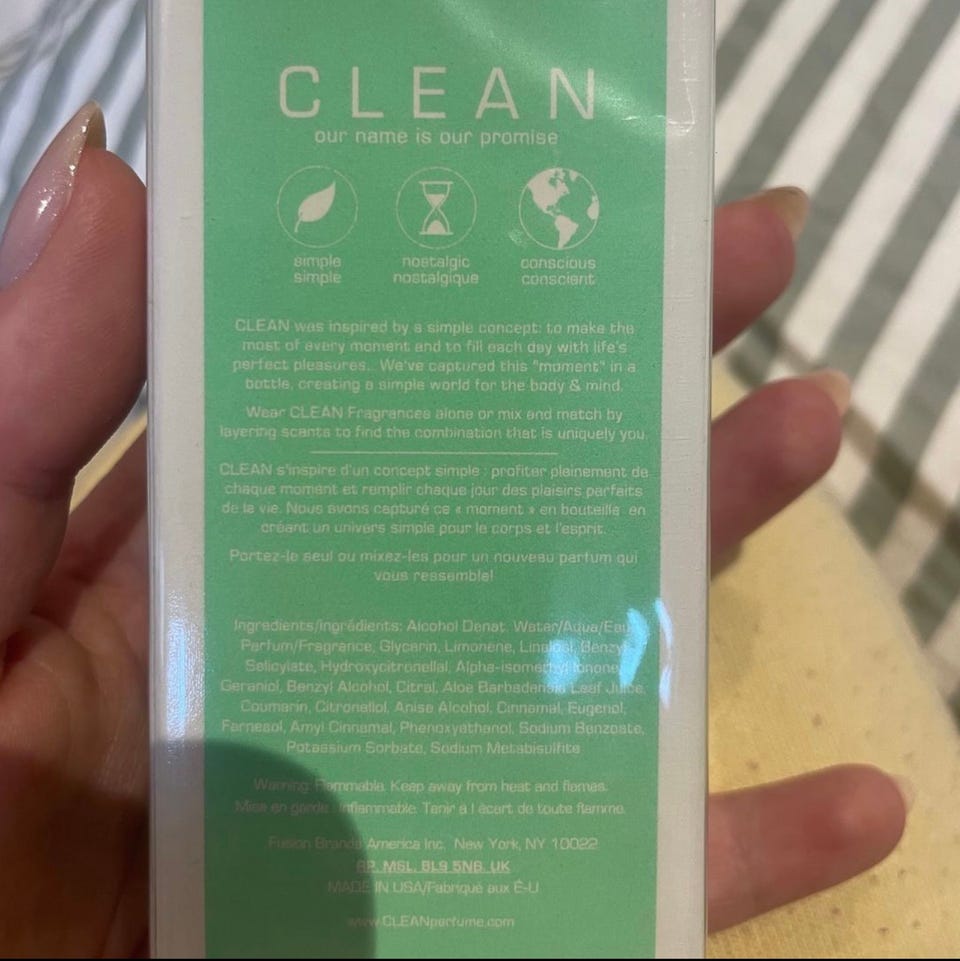 CLEAN
our name is our promise
simple nostalgic conscious
simple nostalgique conscient
CLEAN was inspired by a simple concept: to make the
most of every moment and to fill each day with life's
perfect pleasures. We've captured this "moment" in a
bottle, creating a simple world for the body & mind.
Wear CLEAN Fragrances alone or mix and match by
layering scents to find the combination that is uniquely you.
CLEAN s'inspire d'un concept simple : profiter pleinement de
chaque moment et remplir chaque jour des plaisirs parfaits
de la vie. Nous avons capturé ce « moment » en bouteille en
créant un univers simple pour le corps et l'esprit.
Portez-le seul ou mixez-les pour un nouveau parfum qui
vous ressemble!
Ingredients/Ingrédients: Alcohol Denat. Water/Aqua/Eau,
Parfum/Fragrance, Glycerin, Limonene, Linalool, Benzyl
Salicylate, Hydroxycitronellal, Alpha-isomethyl Ionone,
Geraniol, Benzyl Alcohol, Citral, Aloe Barbadensis Leaf Juice,
Coumarin, Citronellol, Anise Alcohol, Cinnamal, Eugenol,
Farnesol, Amyl Cinnamal, Phenoxyethanol, Sodium Benzoate,
Potassium Sorbate, Sodium Metabisulfite
Warning: Flammable. Keep away from heat and flames.
Mise en garde : Inflammable. Tenir à l écart de toute flamme.
Fusion Brands America Inc. New York, NY 10022
RP, MSL, BL9 5NB, UK
MADE IN USA/Fabriqué aux É-U
www.CLEANperfume.com